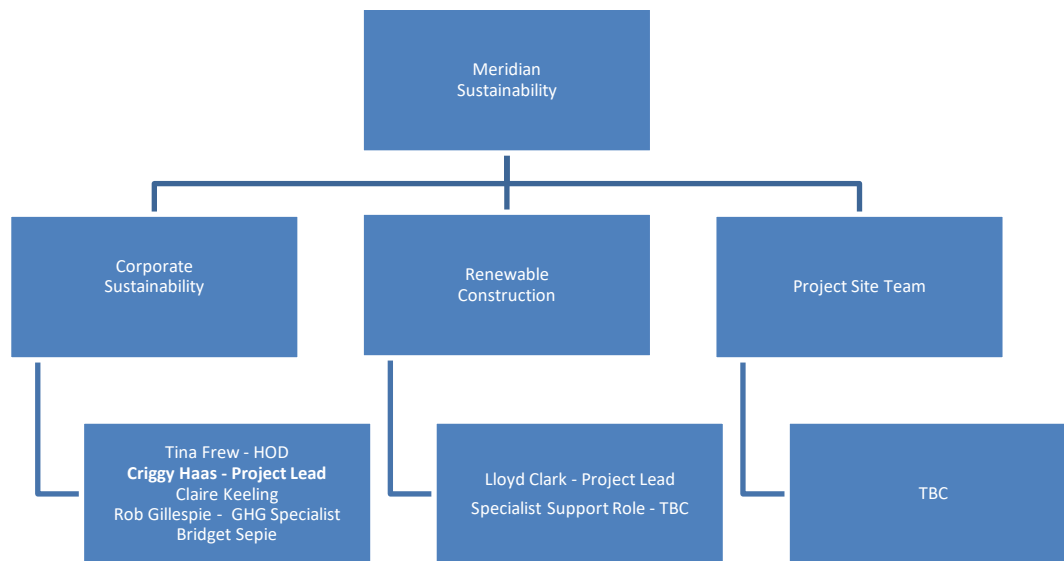 Meridian
Sustainability
Corporate
Sustainability
Renewable
Construction
Project Site Team
Tina Frew - HOD
Criggy Haas - Project Lead
Claire Keeling
Rob Gillespie - GHG Specialist
Bridget Sepie
Lloyd Clark - Project Lead
Specialist Support Role - TBC
TBC